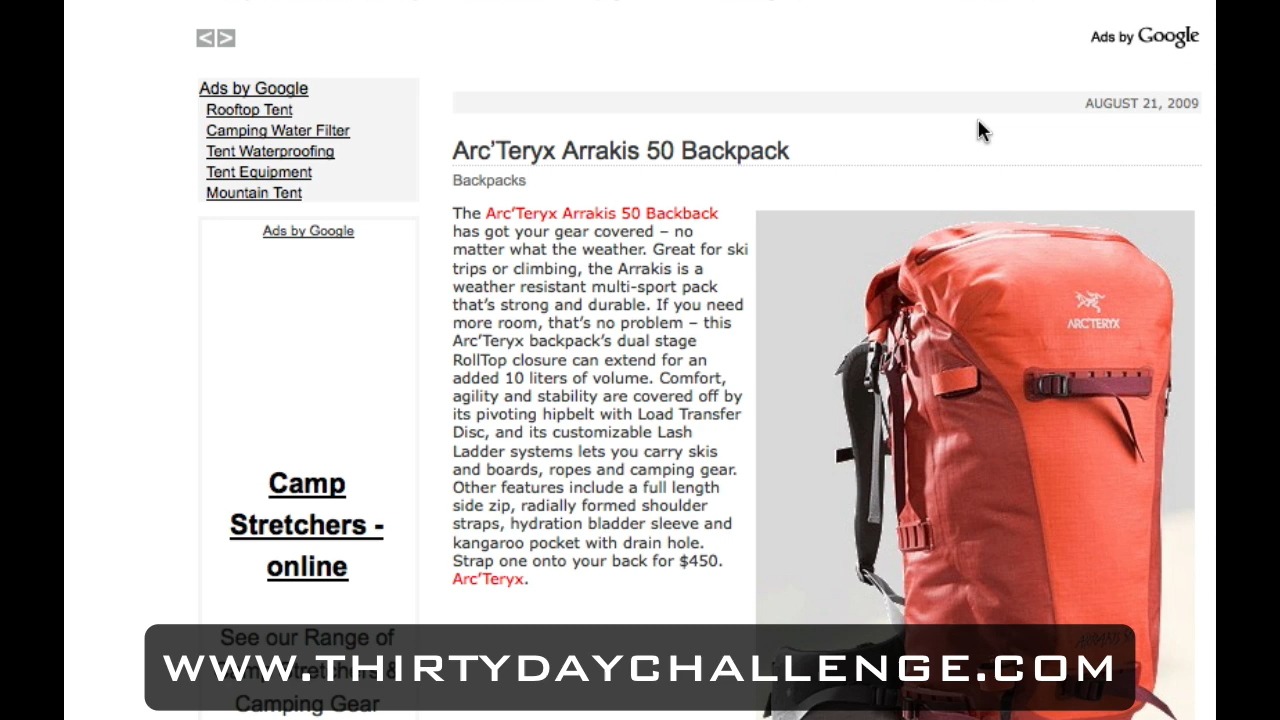 <>
Ads by Google
Ads by Google
Rooftop Tent
Camping Water Filter
Tent Waterproofing
Tent Equipment
Mountain Tent
Ads by Google
Camp
Stretchers -
online
See our Range of
Camp Stretchers &
Camping Gear
AUGUST 21, 2009
Arc'Teryx Arrakis 50 Backpack
Backpacks
The Arc'Teryx Arrakis 50 Backback
has got your gear covered – no
matter what the weather. Great for ski
trips or climbing, the Arrakis is a
weather resistant multi-sport pack
that's strong and durable. If you need
more room, that's no problem – this
Arc'Teryx backpack's dual stage
RollTop closure can extend for an
added 10 liters of volume. Comfort,
agility and stability are covered off by
its pivoting hipbelt with Load Transfer
Disc, and its customizable Lash
Ladder systems lets you carry skis
and boards, ropes and camping gear.
Other features include a full length
side zip, radially formed shoulder
straps, hydration bladder sleeve and
kangaroo pocket with drain hole.
Strap one onto your back for $450.
Arc'Teryx.
ARC'TERYX
ARRAKIS 50
WWW.THIRTYDAYCHALLENGE.COM